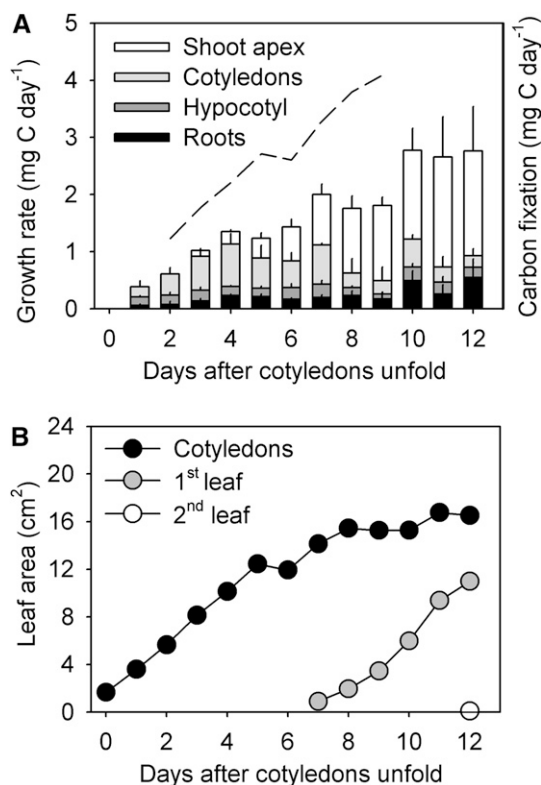 A
Growth rate (mg C day-1)
5
4
3
2
1
0
Shoot apex
Cotyledons
Hypocotyl
Roots
Carbon fixation (mg C day-1)
0 2 4 6 8 10 12
Days after cotyledons unfold
B
Leaf area (cm2)
24
20
16
12
8
4
0
Cotyledons
1st leaf
2nd leaf
0 2 4 6 8 10 12
Days after cotyledons unfold